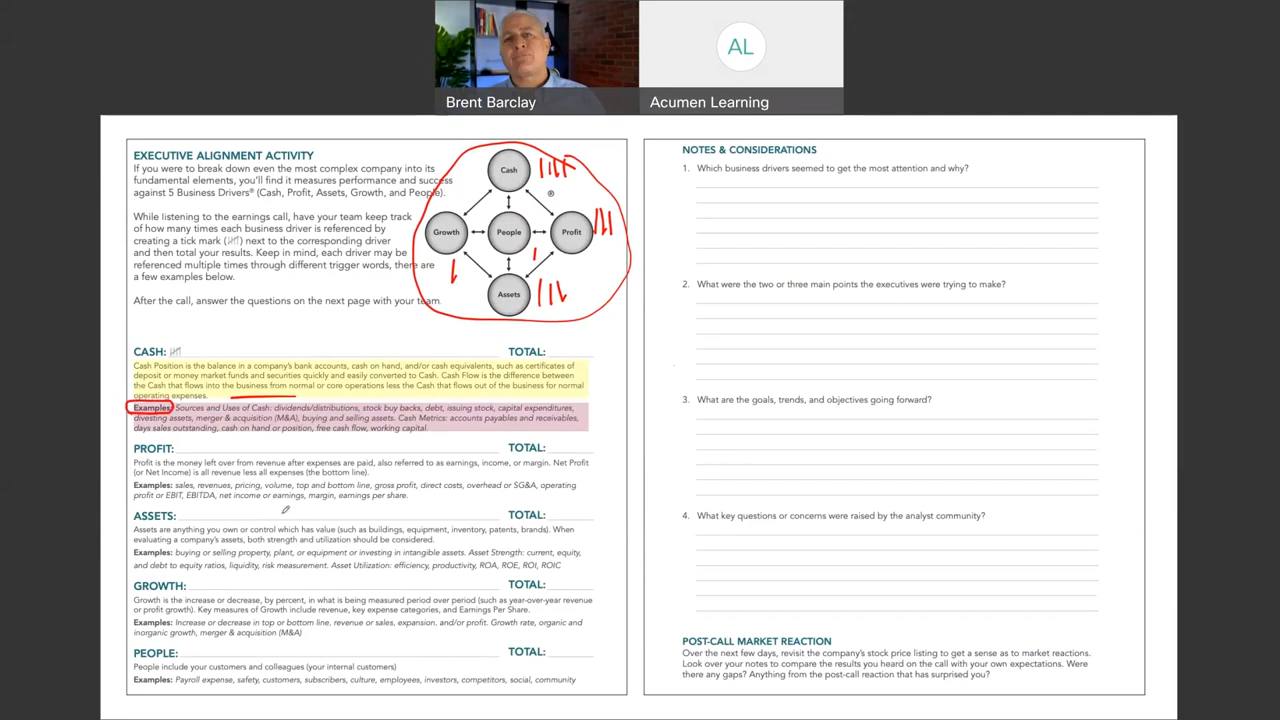 AL
Brent Barclay
Acumen Learning
EXECUTIVE ALIGNMENT ACTIVITY
If you were to break down even the most complex company into its
fundamental elements, you'll find it measures performance and success
against 5 Business Drivers® (Cash, Profit, Assets, Growth, and People).
While listening to the earnings call, have your team keep track
of how many times each business driver is referenced by
creating a tick mark (||||) next to the corresponding driver
and then total your results. Keep in mind, each driver may be
referenced multiple times through different trigger words, there are
a few examples below.
After the call, answer the questions on the next page with your team.
Cash
®
Growth
People
Profit
Assets
CASH:
TOTAL:
Cash Position is the balance in a company's bank accounts, cash on hand, and/or cash equivalents, such as certificates of
deposit or money market funds and securities quickly and easily converted to Cash. Cash Flow is the difference between
the Cash that flows into the business from normal or core operations less the Cash that flows out of the business for normal
operating expenses.
Examples: Sources and Uses of Cash: dividends/distributions, stock buy backs, debt, issuing stock, capital expenditures,
divesting assets, merger & acquisition (M&A), buying and selling assets. Cash Metrics: accounts payables and receivables,
days sales outstanding, cash on hand or position, free cash flow, working capital.
PROFIT:
TOTAL:
Profit is the money left over from revenue after expenses are paid, also referred to as earnings, income, or margin. Net Profit
(or Net Income) is all revenue less all expenses (the bottom line).
Examples: sales, revenues, pricing, volume, top and bottom line, gross profit, direct costs, overhead or SG&A, operating
profit or EBIT, EBITDA, net income or earnings, margin, earnings per share.
ASSETS:
TOTAL:
Assets are anything you own or control which has value (such as buildings, equipment, inventory, patents, brands). When
evaluating a company's assets, both strength and utilization should be considered.
Examples: buying or selling property, plant, or equipment or investing in intangible assets. Asset Strength: current, equity,
and debt to equity ratios, liquidity, risk measurement. Asset Utilization: efficiency, productivity, ROA, ROE, ROI, ROIC
GROWTH:
TOTAL:
Growth is the increase or decrease, by percent, in what is being measured period over period (such as year-over-year revenue
or profit growth). Key measures of Growth include revenue, key expense categories, and Earnings Per Share.
Examples: Increase or decrease in top or bottom line, revenue or sales, expansion, and/or profit. Growth rate, organic and
inorganic growth, merger & acquisition (M&A)
PEOPLE:
TOTAL:
People include your customers and colleagues (your internal customers)
Examples: Payroll expense, safety, customers, subscribers, culture, employees, investors, competitors, social, community
NOTES & CONSIDERATIONS
1. Which business drivers seemed to get the most attention and why?
2. What were the two or three main points the executives were trying to make?
3. What are the goals, trends, and objectives going forward?
4. What key questions or concerns were raised by the analyst community?
POST-CALL MARKET REACTION
Over the next few days, revisit the company's stock price listing to get a sense as to market reactions.
Look over your notes to compare the results you heard on the call with your own expectations. Were
there any gaps? Anything from the post-call reaction that has surprised you?